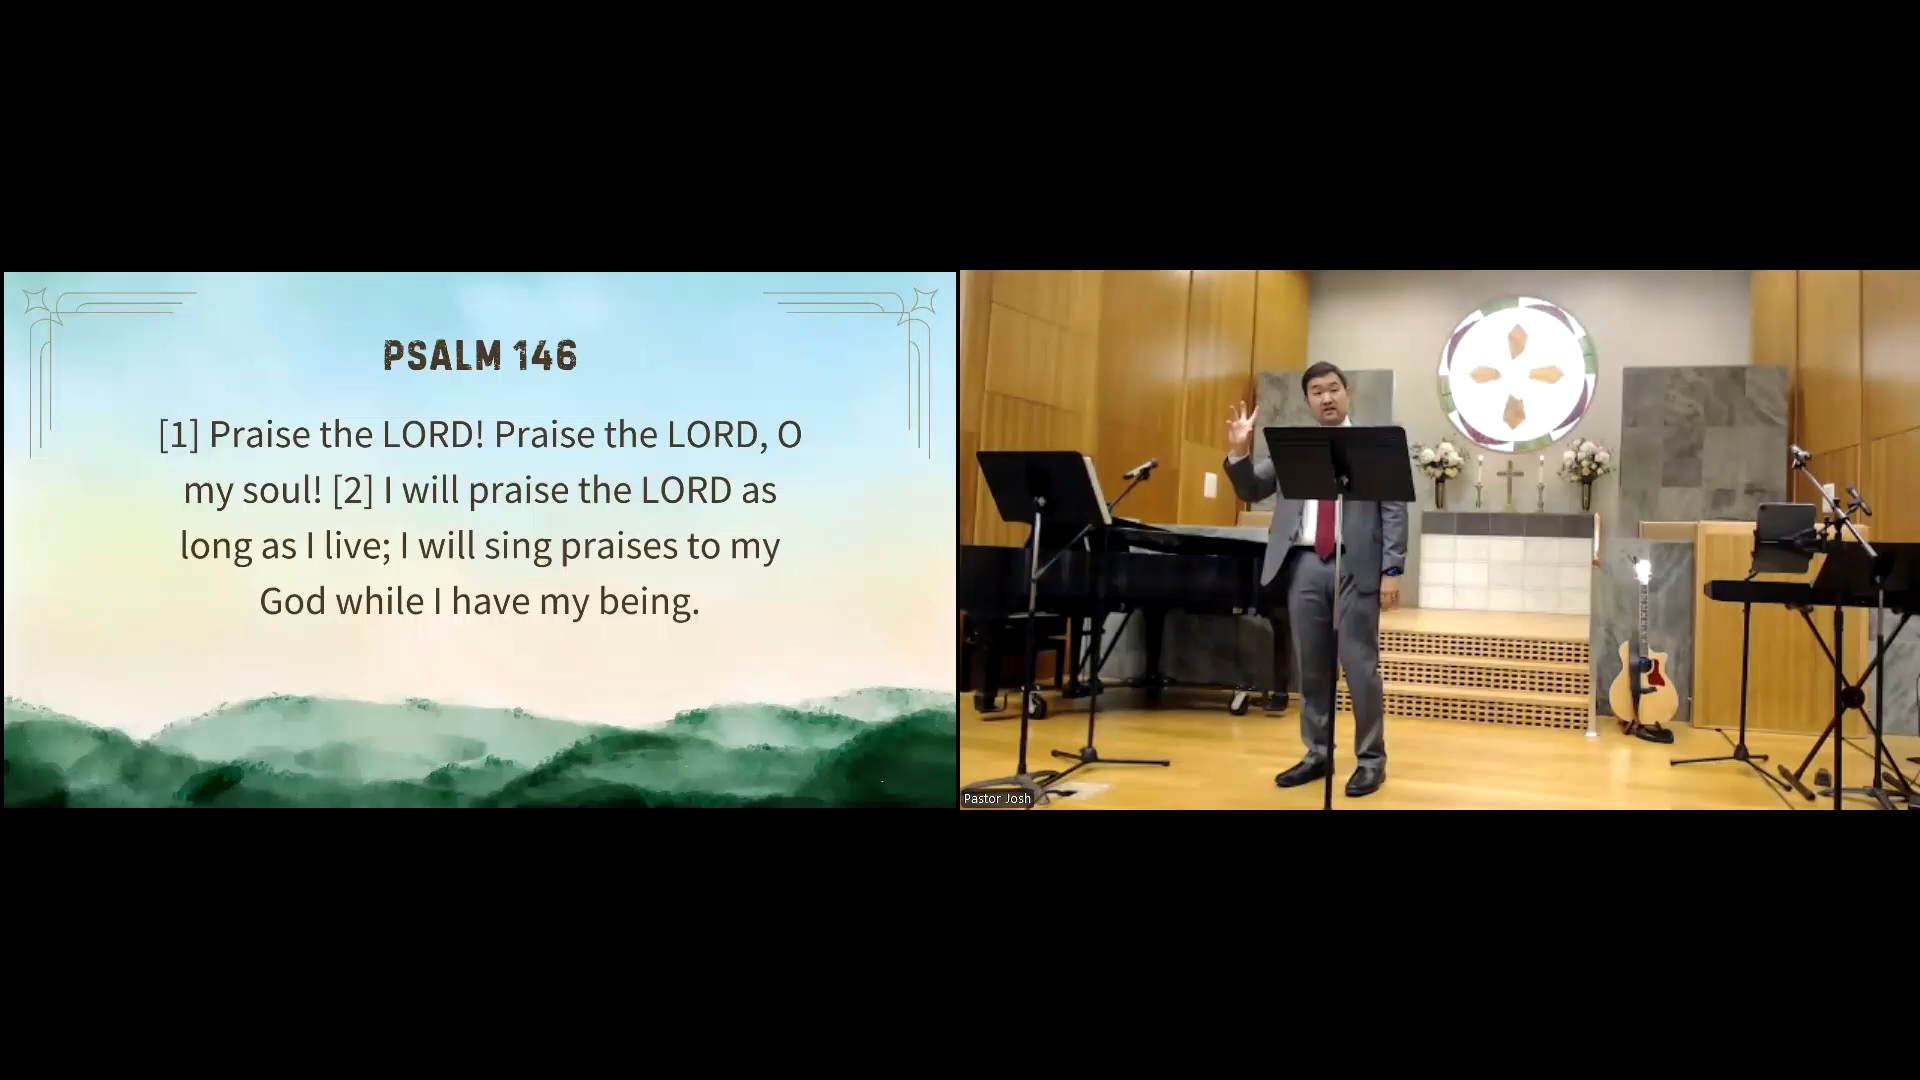 PSALM 146
[1] Praise the LORD! Praise the LORD, O
my soul! [2] I will praise the LORD as
long as I live; I will sing praises to my
God while I have my being.
Pastor Josh